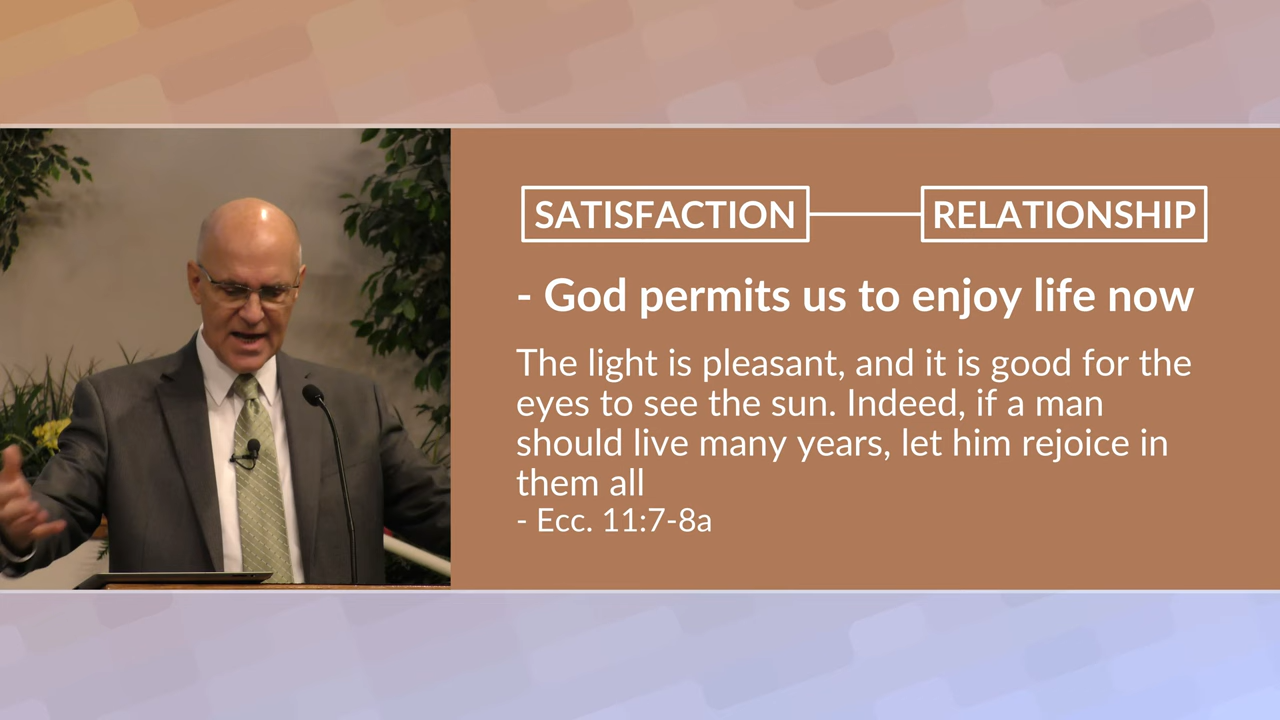 SATISFACTION RELATIONSHIP
- God permits us to enjoy life now
The light is pleasant, and it is good for the
eyes to see the sun. Indeed, if a man
should live many years, let him rejoice in
them all
- Ecc. 11:7-8a